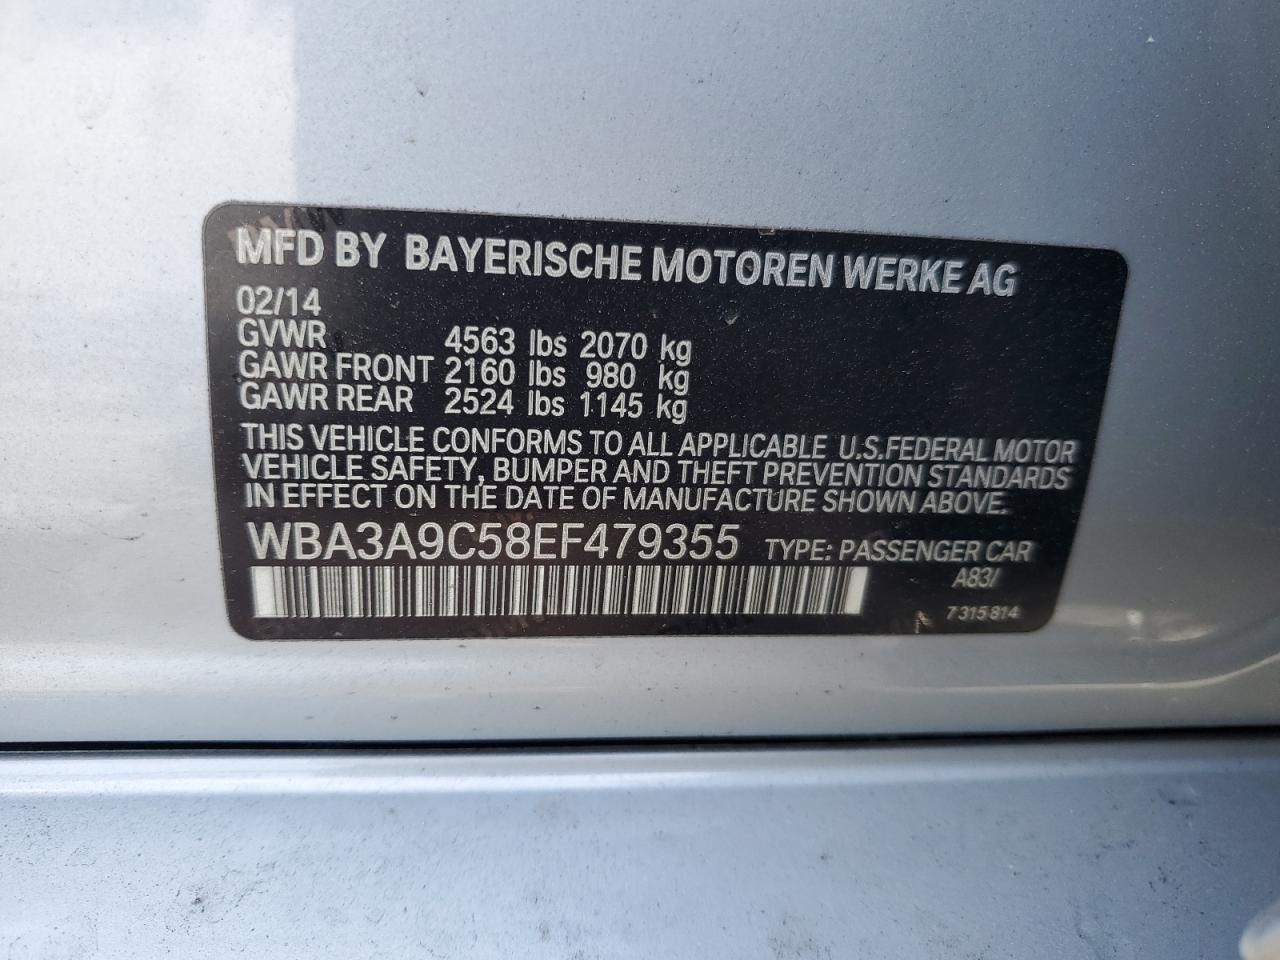 MFD BY BAYERISCHE MOTOREN WERKE AG
02/14
GVWR 4563 lbs 2070 kg
GAWR FRONT 2160 lbs 980 kg
GAWR REAR 2524 lbs 1145 kg
THIS VEHICLE CONFORMS TO ALL APPLICABLE U.S.FEDERAL MOTOR
VEHICLE SAFETY, BUMPER AND THEFT PREVENTION STANDARDS
IN EFFECT ON THE DATE OF MANUFACTURE SHOWN ABOVE.
WBA3A9C58EF479355 TYPE: PASSENGER CAR
A83/
7 315 814